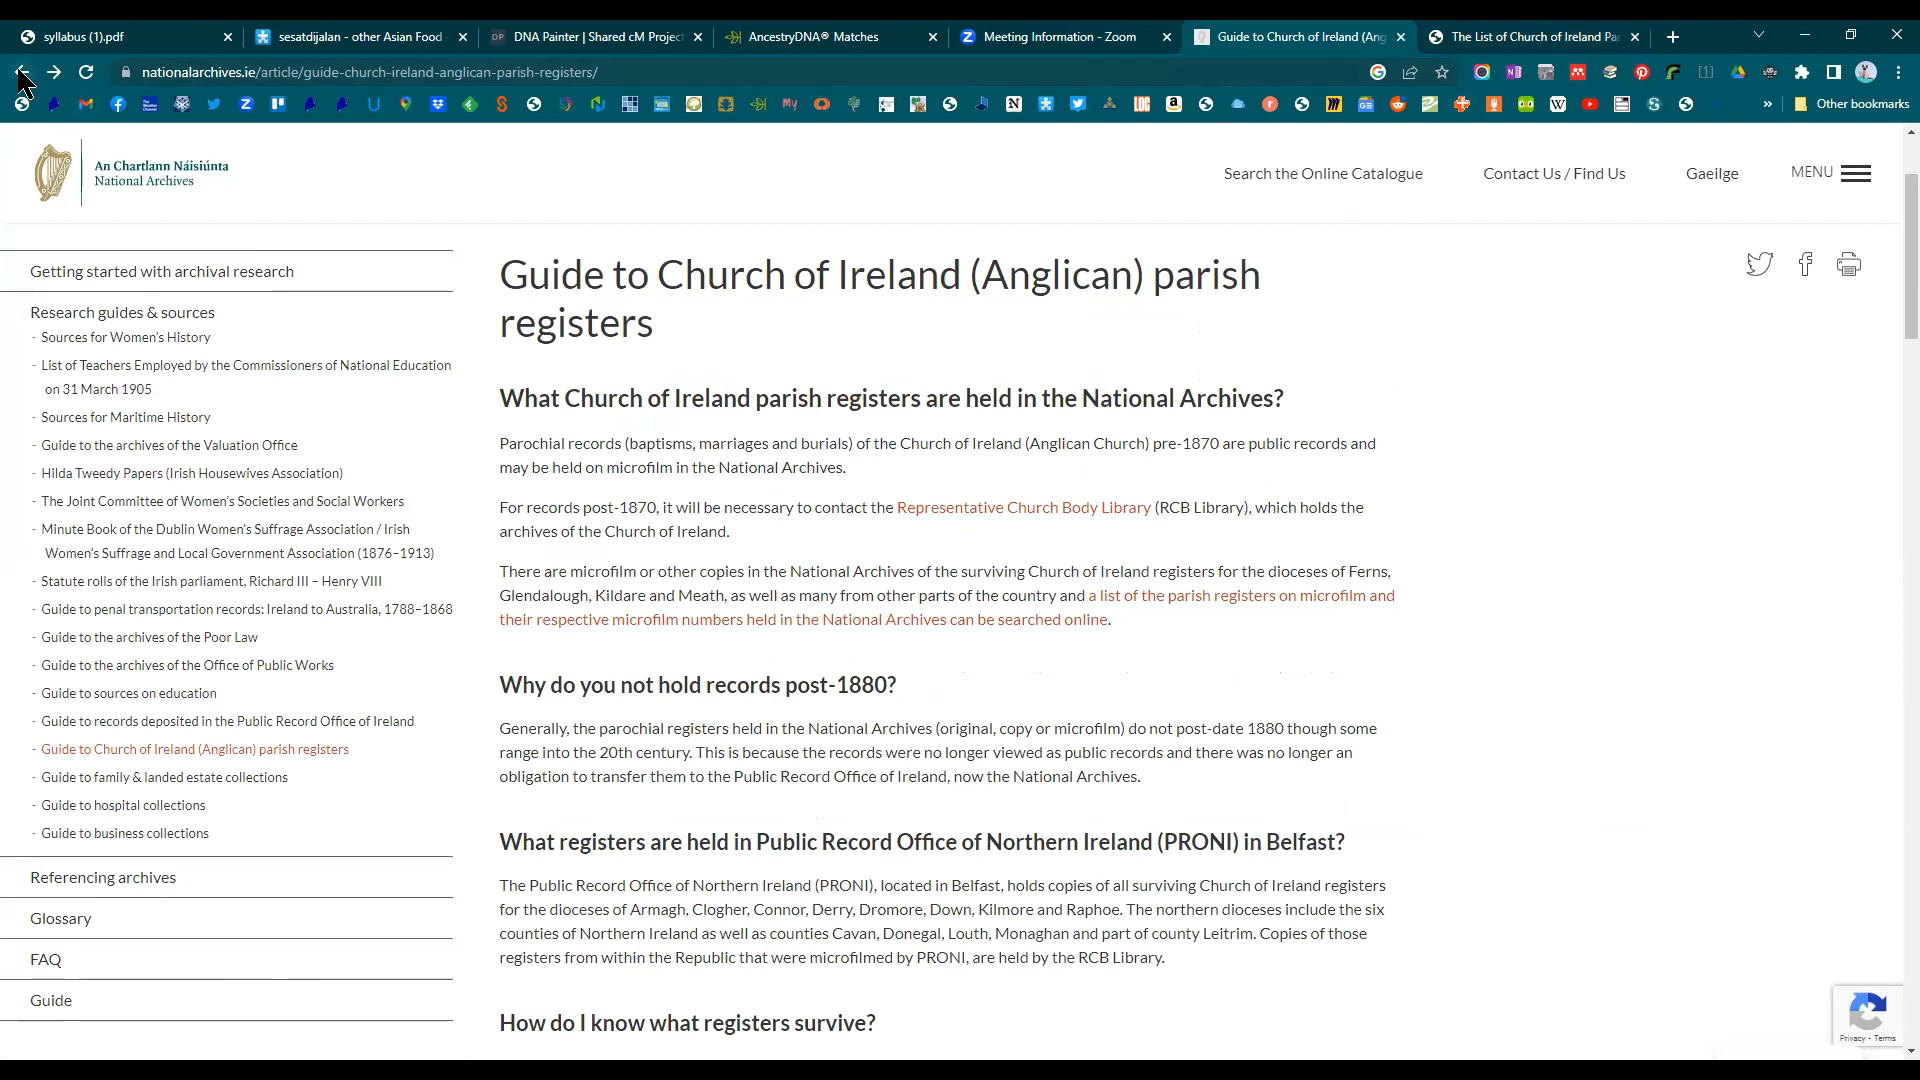 syllabus (1).pdf
sesatdijalan - other Asian Food
DNA Painter | Shared cM Projec
AncestryDNA® Matches
Meeting Information - Zoom
Guide to Church of Ireland (Ang
The List of Church of Ireland Par
nationalarchives.ie/article/guide-church-ireland-anglican-parish-registers/
Other bookmarks
An Chartlann Náisiúnta
National Archives
Search the Online Catalogue
Contact Us / Find Us
Gaeilge
MENU
Getting started with archival research
Research guides & sources
- Sources for Women's History
- List of Teachers Employed by the Commissioners of National Education
on 31 March 1905
- Sources for Maritime History
- Guide to the archives of the Valuation Office
- Hilda Tweedy Papers (Irish Housewives Association)
- The Joint Committee of Women's Societies and Social Workers
- Minute Book of the Dublin Women's Suffrage Association / Irish
Women's Suffrage and Local Government Association (1876–1913)
- Statute rolls of the Irish parliament, Richard III – Henry VIII
- Guide to penal transportation records: Ireland to Australia, 1788–1868
- Guide to the archives of the Poor Law
- Guide to the archives of the Office of Public Works
- Guide to sources on education
- Guide to records deposited in the Public Record Office of Ireland
- Guide to Church of Ireland (Anglican) parish registers
- Guide to family & landed estate collections
- Guide to hospital collections
- Guide to business collections
Referencing archives
Glossary
FAQ
Guide
Guide to Church of Ireland (Anglican) parish
registers
What Church of Ireland parish registers are held in the National Archives?
Parochial records (baptisms, marriages and burials) of the Church of Ireland (Anglican Church) pre-1870 are public records and
may be held on microfilm in the National Archives.
For records post-1870, it will be necessary to contact the Representative Church Body Library (RCB Library), which holds the
archives of the Church of Ireland.
There are microfilm or other copies in the National Archives of the surviving Church of Ireland registers for the dioceses of Ferns,
Glendalough, Kildare and Meath, as well as many from other parts of the country and a list of the parish registers on microfilm and
their respective microfilm numbers held in the National Archives can be searched online.
Why do you not hold records post-1880?
Generally, the parochial registers held in the National Archives (original, copy or microfilm) do not post-date 1880 though some
range into the 20th century. This is because the records were no longer viewed as public records and there was no longer an
obligation to transfer them to the Public Record Office of Ireland, now the National Archives.
What registers are held in Public Record Office of Northern Ireland (PRONI) in Belfast?
The Public Record Office of Northern Ireland (PRONI), located in Belfast, holds copies of all surviving Church of Ireland registers
for the dioceses of Armagh, Clogher, Connor, Derry, Dromore, Down, Kilmore and Raphoe. The northern dioceses include the six
counties of Northern Ireland as well as counties Cavan, Donegal, Louth, Monaghan and part of county Leitrim. Copies of those
registers from within the Republic that were microfilmed by PRONI, are held by the RCB Library.
How do I know what registers survive?
Privacy - Terms